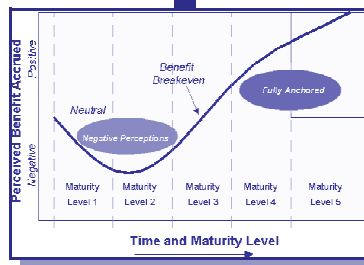 Perceived Benefit Accrued
Positive
Negative
Benefit
Breakeven
Fully Anchored
Neutral
Negative Perceptions
Maturity
Level 1
Maturity
Level 2
Maturity
Level 3
Maturity
Level 4
Maturity
Level 5
Time and Maturity Level